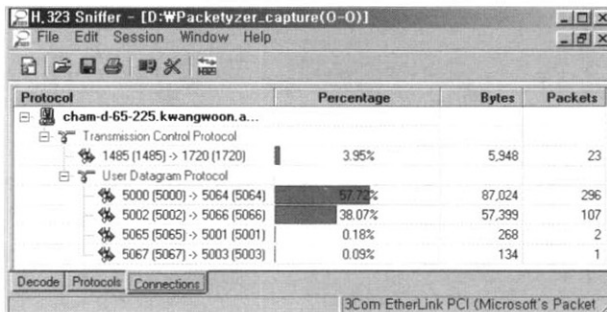 H.323 Sniffer - [D:₩Packetyzer_capture(O-O)]
File Edit Session Window Help
Protocol Percentage Bytes Packets
cham-d-65-225.kwangwoon.a...
Transmission Control Protocol
1485 (1485) -> 1720 (1720) 3.95% 5,948 23
User Datagram Protocol
5000 (5000) -> 5064 (5064) 57.72% 87,024 296
5002 (5002) -> 5066 (5066) 38.07% 57,399 107
5065 (5065) -> 5001 (5001) 0.18% 268 2
5067 (5067) -> 5003 (5003) 0.09% 134 1
Decode Protocols Connections
3Com EtherLink PCI (Microsoft's Packet